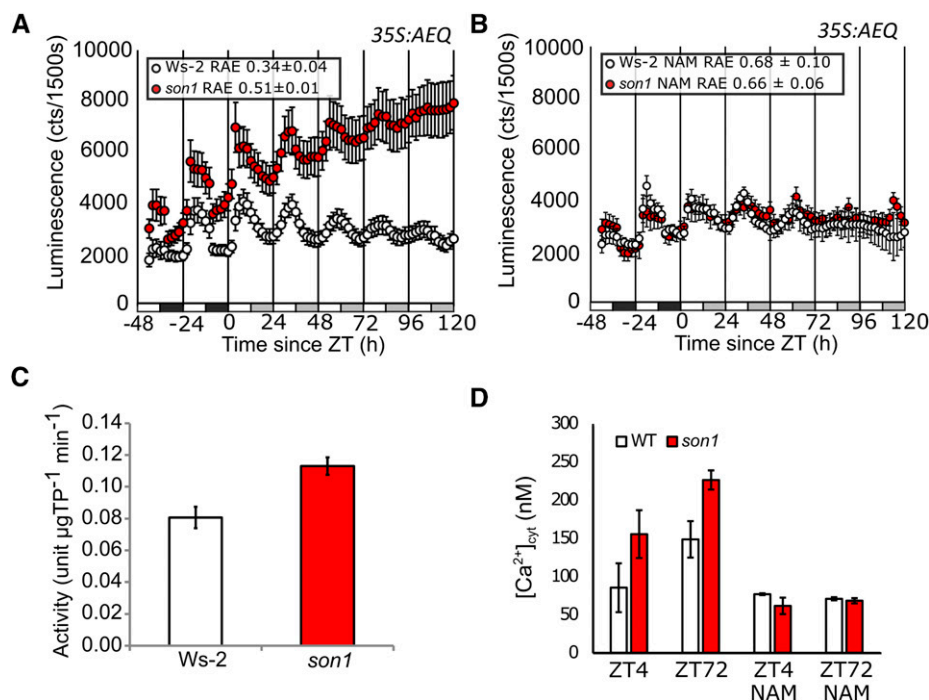 A
35S:AEQ
Luminescence (cts/1500s)
10000
8000
6000
4000
2000
0
Ws-2 RAE 0.34±0.04
son1 RAE 0.51±0.01
-48 -24 0 24 48 72 96 120
Time since ZT (h)
B
35S:AEQ
Luminescence (cts/1500s)
10000
8000
6000
4000
2000
0
Ws-2 NAM RAE 0.68 ± 0.10
son1 NAM RAE 0.66 ± 0.06
-48 -24 0 24 48 72 96 120
Time since ZT (h)
C
Activity (unit µgTP⁻¹ min⁻¹)
0.14
0.12
0.10
0.08
0.06
0.04
0.02
0.00
Ws-2 son1
D
[Ca²⁺]cyt (nM)
300
250
200
150
100
50
0
WT son1
ZT4 ZT72 ZT4 ZT72
NAM NAM